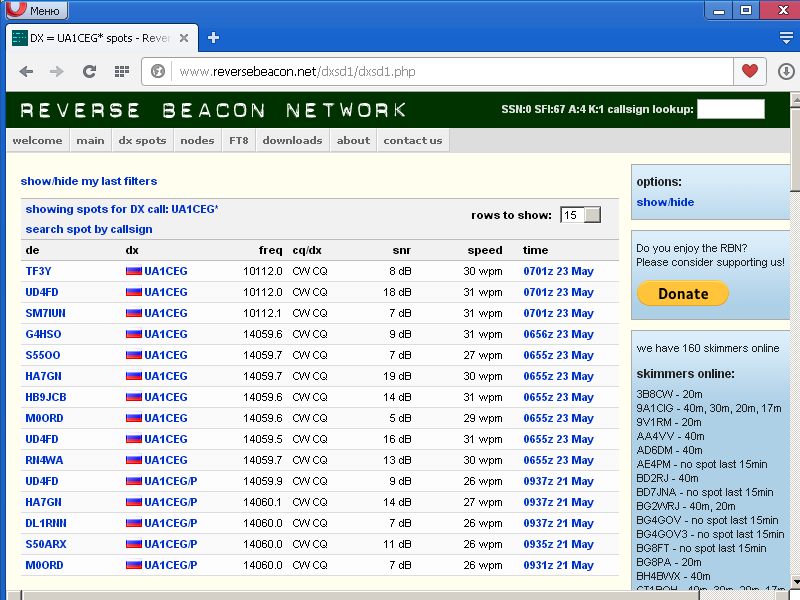 Меню
DX = UA1CEG* spots - Rever
www.reversebeacon.net/dxsd1/dxsd1.php
REVERSE BEACON NETWORK
SSN:0 SFI:67 A:4 K:1 callsign lookup:
welcome main dx spots nodes FT8 downloads about contact us
show/hide my last filters
showing spots for DX call: UA1CEG*
rows to show: 15
search spot by callsign
de dx freq cq/dx snr speed time
TF3Y UA1CEG 10112.0 CW CQ 8 dB 30 wpm 0701z 23 May
UD4FD UA1CEG 10112.0 CW CQ 18 dB 31 wpm 0701z 23 May
SM7IUN UA1CEG 10112.1 CW CQ 7 dB 31 wpm 0701z 23 May
G4HSO UA1CEG 14059.6 CW CQ 9 dB 31 wpm 0656z 23 May
S55OO UA1CEG 14059.7 CW CQ 7 dB 27 wpm 0655z 23 May
HA7GN UA1CEG 14059.7 CW CQ 19 dB 30 wpm 0655z 23 May
HB9JCB UA1CEG 14059.6 CW CQ 14 dB 31 wpm 0655z 23 May
M0ORD UA1CEG 14059.6 CW CQ 5 dB 29 wpm 0655z 23 May
UD4FD UA1CEG 14059.5 CW CQ 16 dB 31 wpm 0655z 23 May
RN4WA UA1CEG 14059.7 CW CQ 13 dB 30 wpm 0655z 23 May
UD4FD UA1CEG/P 14059.9 CW CQ 9 dB 26 wpm 0937z 21 May
HA7GN UA1CEG/P 14060.1 CW CQ 14 dB 27 wpm 0937z 21 May
DL1RNN UA1CEG/P 14060.0 CW CQ 7 dB 26 wpm 0937z 21 May
S50ARX UA1CEG/P 14060.0 CW CQ 11 dB 26 wpm 0935z 21 May
M0ORD UA1CEG/P 14060.0 CW CQ 7 dB 26 wpm 0931z 21 May
options:
show/hide
Do you enjoy the RBN?
Please consider supporting us!
Donate
we have 160 skimmers online
skimmers online:
3B8CW - 20m
9A1CIG - 40m, 30m, 20m, 17m
9V1RM - 20m
AA4VV - 40m
AD6DM - 40m
AE4PM - no spot last 15min
BD2RJ - 40m
BD7JNA - no spot last 15min
BG2WRJ - 40m, 20m
BG4GOV - no spot last 15min
BG4GOV3 - no spot last 15min
BG8FT - no spot last 15min
BG8PA - 20m
BH4BWX - 40m
CT1BOH - 40m, 30m, 20m, 17m